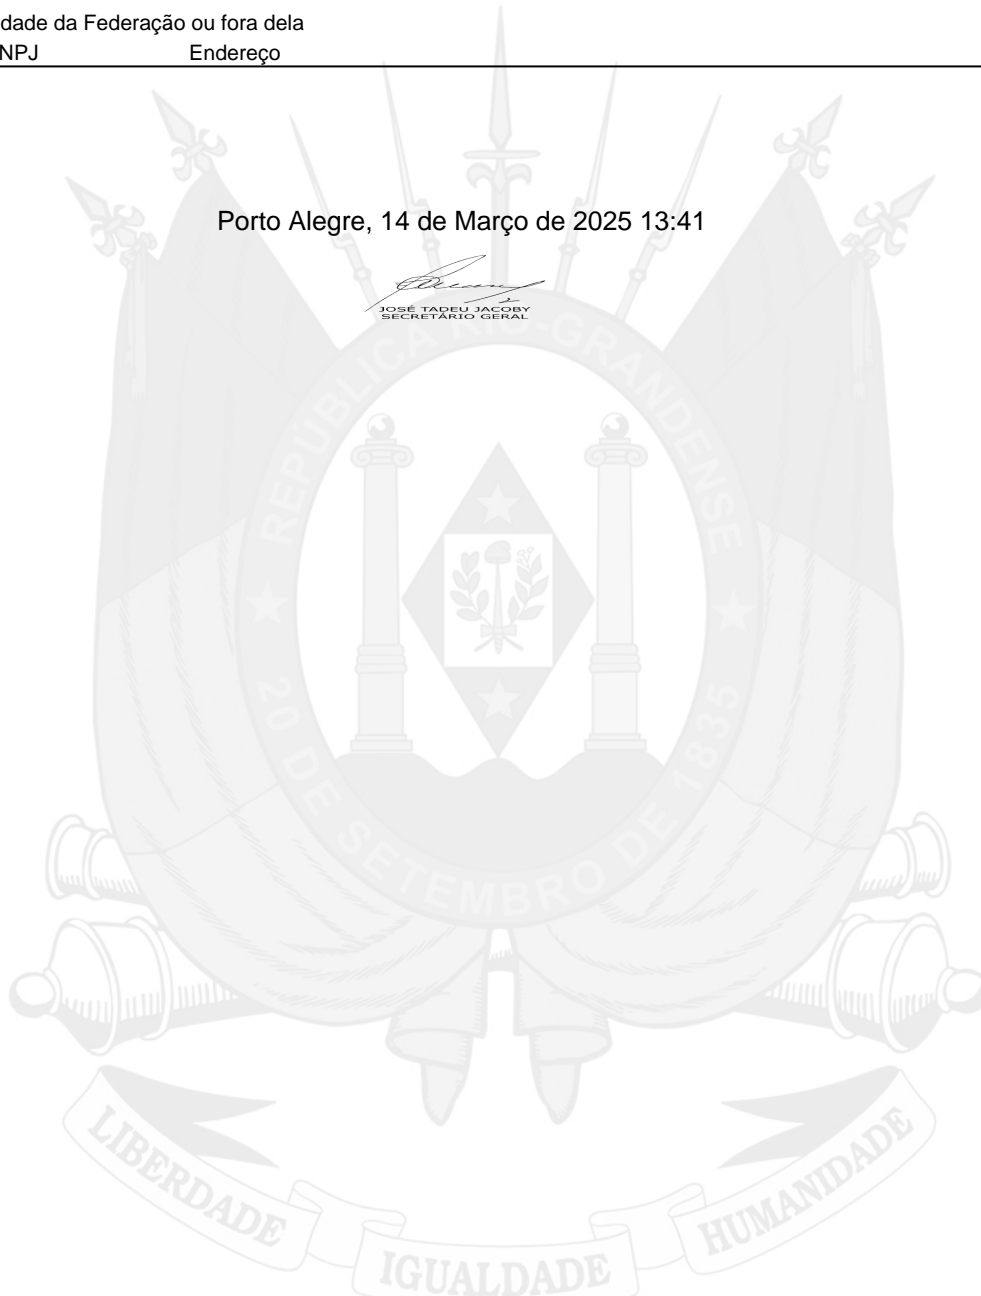 dade da Federação ou fora dela
NPJ Endereço
Porto Alegre, 14 de Março de 2025 13:41
JOSÉ TADEU JACOBY
SECRETÁRIO GERAL
REPÚBLICA RIO-GRANDENSE
20 DE SETEMBRO DE 1835
LIBERDADE
IGUALDADE
HUMANIDADE